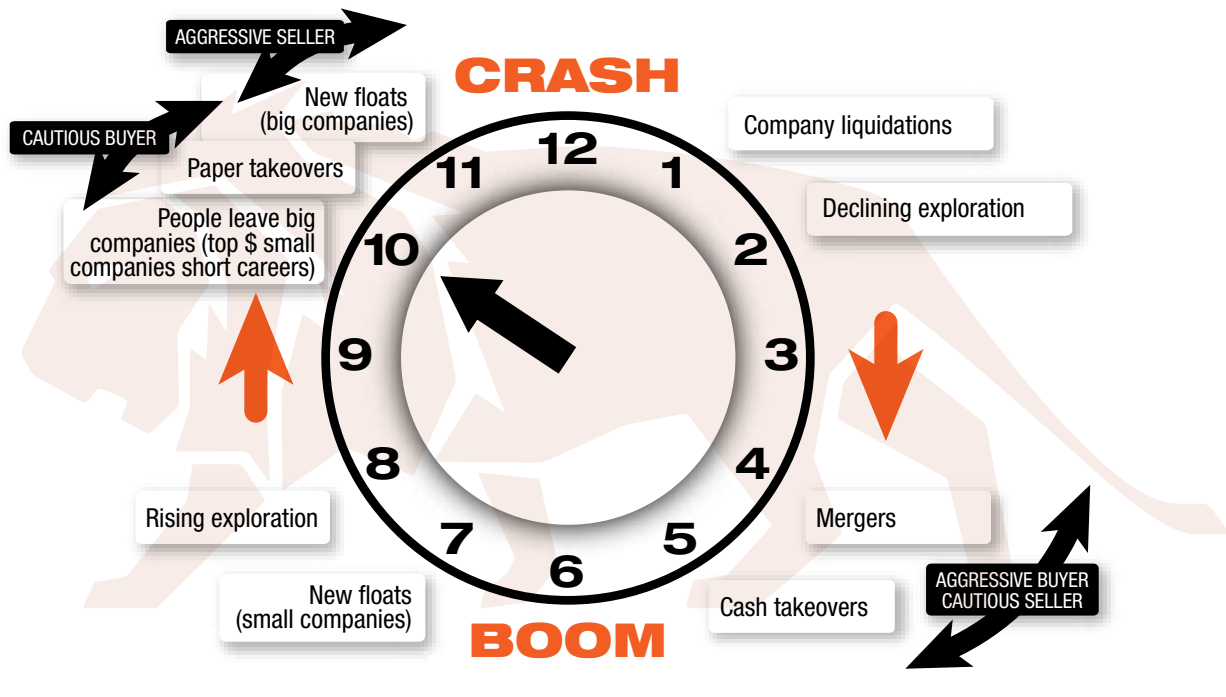 AGGRESSIVE SELLER
CRASH
New floats
(big companies)
CAUTIOUS BUYER
Paper takeovers
People leave big
companies (top $ small
companies short careers)
12
1
2
3
4
5
6
7
8
9
10
11
Company liquidations
Declining exploration
Rising exploration
Mergers
New floats
(small companies)
Cash takeovers
AGGRESSIVE BUYER
CAUTIOUS SELLER
BOOM